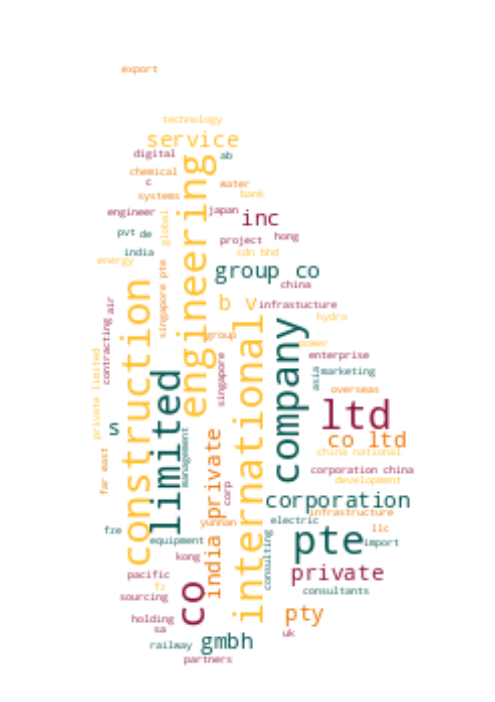 export
technology
service
digital
ab
chemical
c
water
systems
bank
engineering
engineer
japan
inc
global
pvt
de
project
hong
india
sdn bhd
energy
group co
china
singapore pte
construction
air
b v
infrastucture
hydro
contracting
international
company
group
power
enterprise
private limited
limited
singapore
asia
marketing
overseas
ltd
s
co ltd
management
india private
china national
far east
corporation china
corp
development
corporation
infrastructure
yunnan
electric
fze
llc
equipment
consulting
pte
import
kong
pacific
private
fz
co
consultants
sourcing
holding
pty
sa
uk
railway
gmbh
partners